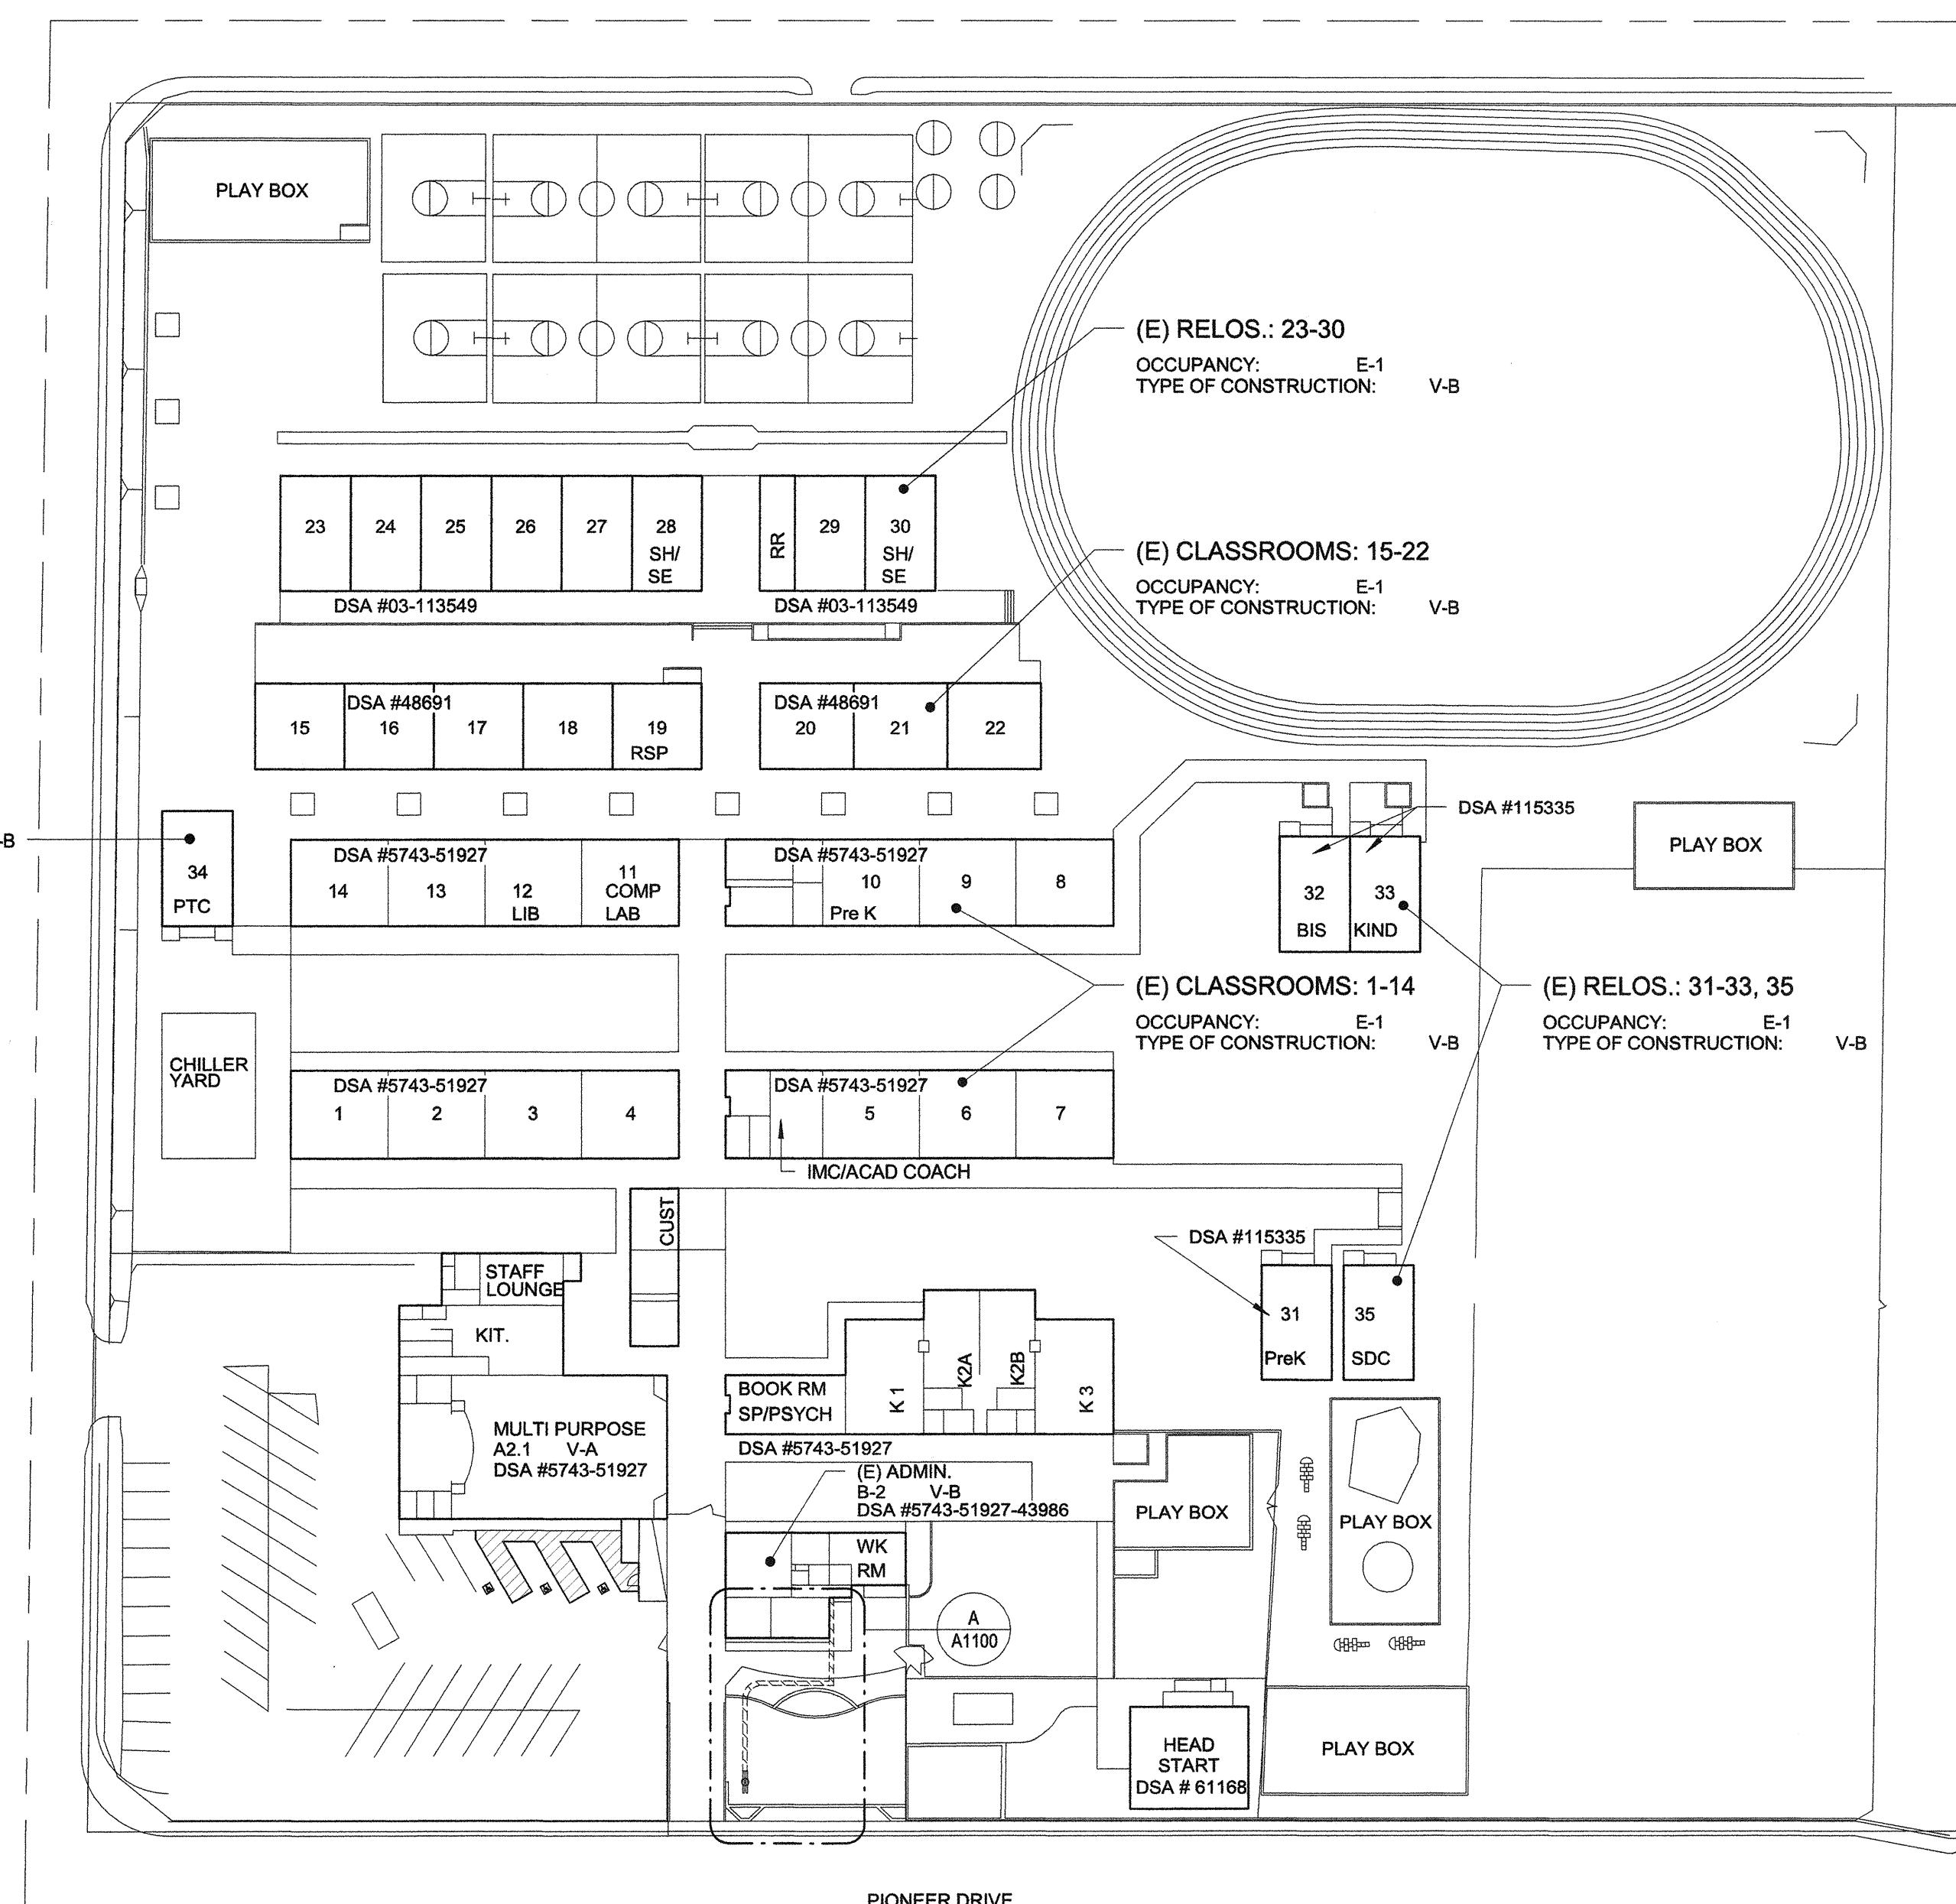 PLAY BOX
(E) RELOS.: 23-30
OCCUPANCY: E-1
TYPE OF CONSTRUCTION: V-B
23 24 25 26 27 28 RR 29 30
SH/ SH/
SE SE
DSA #03-113549 DSA #03-113549
(E) CLASSROOMS: 15-22
OCCUPANCY: E-1
TYPE OF CONSTRUCTION: V-B
DSA #48691 DSA #48691
15 16 17 18 19 20 21 22
RSP
DSA #115335
-B
34
PTC
DSA #5743-51927 DSA #5743-51927
14 13 12 11 10 9 8
LIB COMP Pre K
LAB
32 33
BIS KIND
PLAY BOX
(E) CLASSROOMS: 1-14
OCCUPANCY: E-1
TYPE OF CONSTRUCTION: V-B
(E) RELOS.: 31-33, 35
OCCUPANCY: E-1
TYPE OF CONSTRUCTION: V-B
CHILLER
YARD
DSA #5743-51927 DSA #5743-51927
1 2 3 4 5 6 7
IMC/ACAD COACH
CUST
DSA #115335
31 35
PreK SDC
STAFF
LOUNGE
KIT.
K 1 K2A K2B K 3
BOOK RM
SP/PSYCH
DSA #5743-51927
MULTI PURPOSE
A2.1 V-A
DSA #5743-51927
(E) ADMIN.
B-2 V-B
DSA #5743-51927-43986
PLAY BOX
PLAY BOX
WK
RM
A
A1100
HEAD
START
DSA # 61168
PLAY BOX
PIONEER DRIVE